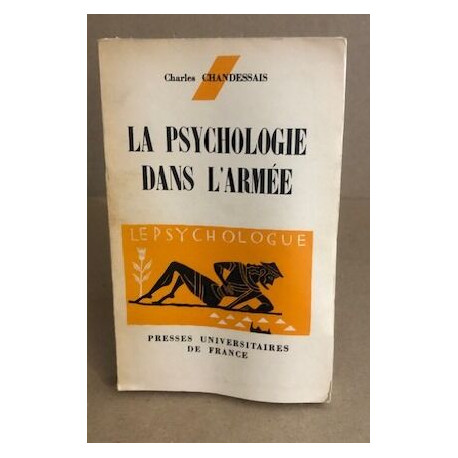 Charles CHANDESSAIS
LA PSYCHOLOGIE
DANS L'ARMÉE
LE PSYCHOLOGUE
PRESSES UNIVERSITAIRES
DE FRANCE